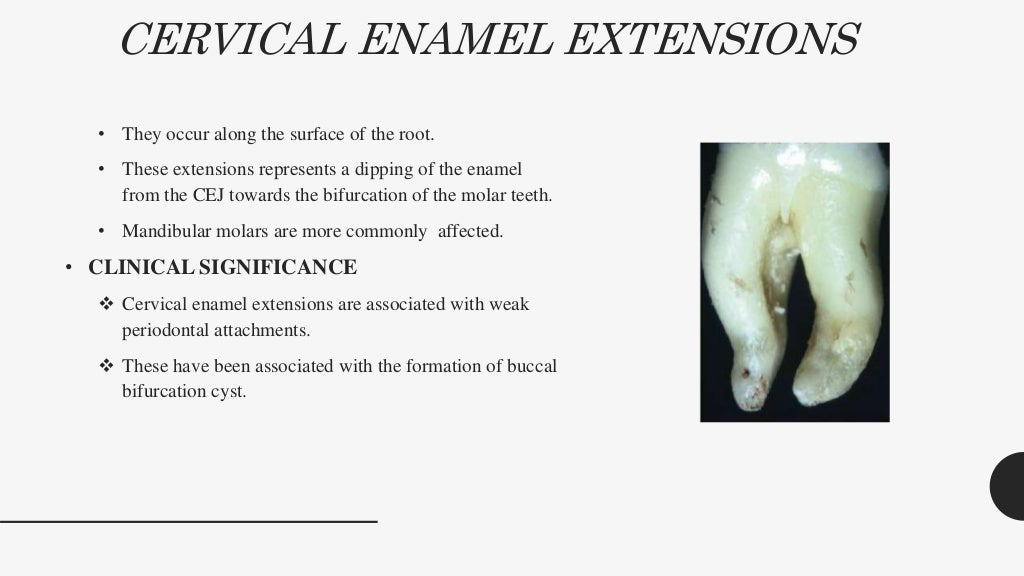 CERVICAL ENAMEL EXTENSIONS
• They occur along the surface of the root.
• These extensions represents a dipping of the enamel
from the CEJ towards the bifurcation of the molar teeth.
• Mandibular molars are more commonly  affected.
• CLINICAL SIGNIFICANCE
❖ Cervical enamel extensions are associated with weak
periodontal attachments.
❖ These have been associated with the formation of buccal
bifurcation cyst.